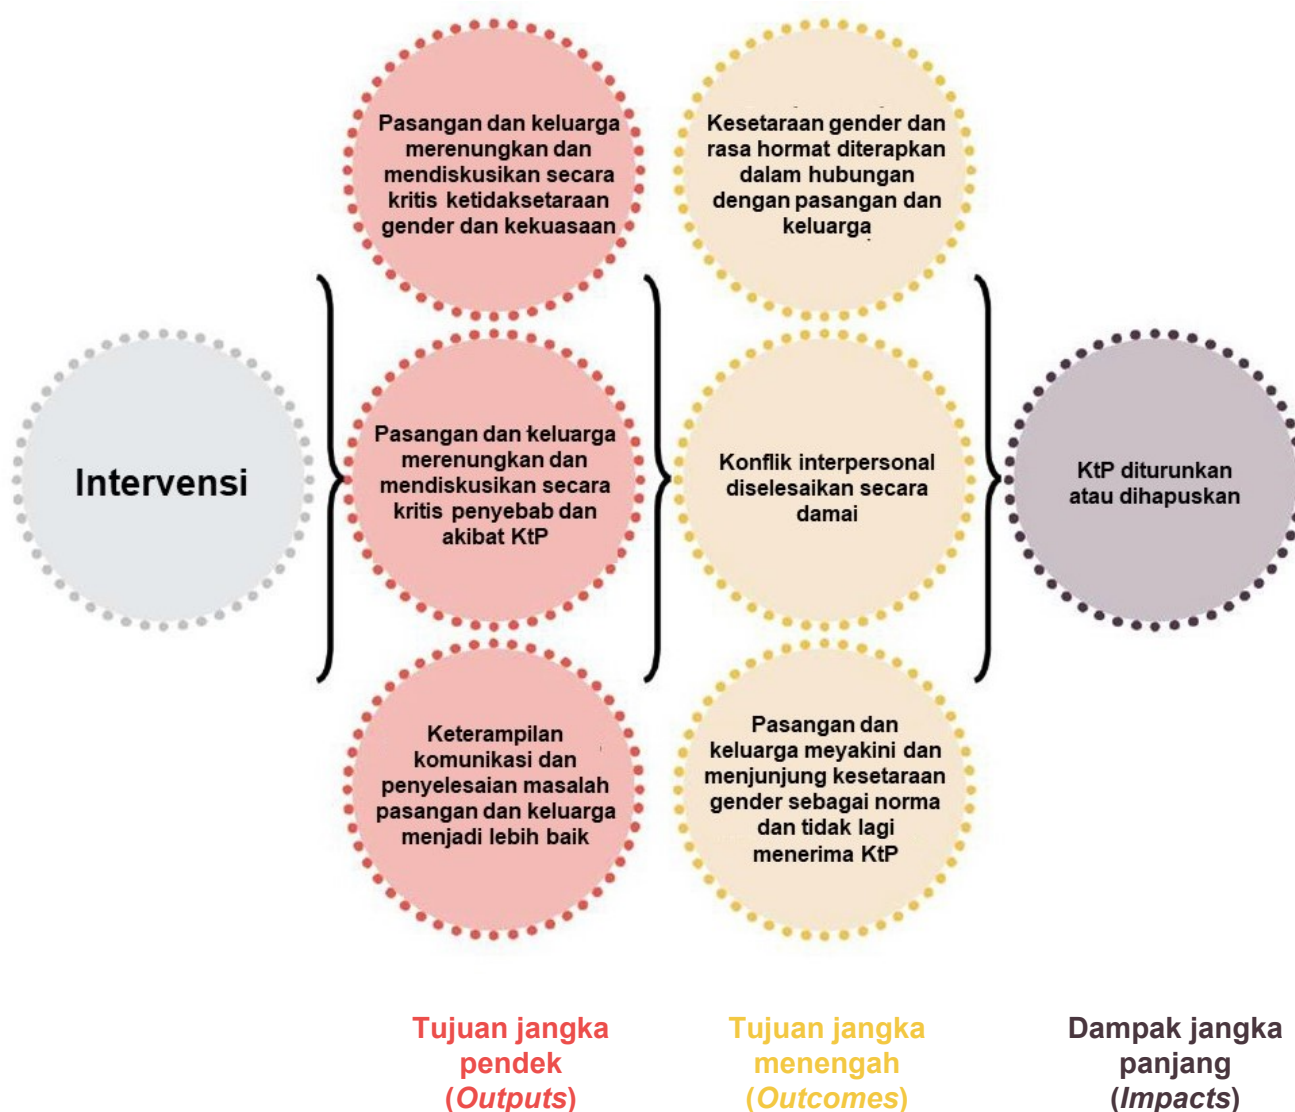 Intervensi
Pasangan dan keluarga
merenungkan dan
mendiskusikan secara
kritis ketidaksetaraan
gender dan kekuasaan
Pasangan dan keluarga
merenungkan dan
mendiskusikan secara
kritis penyebab dan
akibat KtP
Keterampilan
komunikasi dan
penyelesaian masalah
pasangan dan keluarga
menjadi lebih baik
Kesetaraan gender dan
rasa hormat diterapkan
dalam hubungan
dengan pasangan dan
keluarga
Konflik interpersonal
diselesaikan secara
damai
Pasangan dan
keluarga meyakini dan
menjunjung kesetaraan
gender sebagai norma
dan tidak lagi
menerima KtP
KtP diturunkan
atau dihapuskan
Tujuan jangka
pendek
(Outputs)
Tujuan jangka
menengah
(Outcomes)
Dampak jangka
panjang
(Impacts)